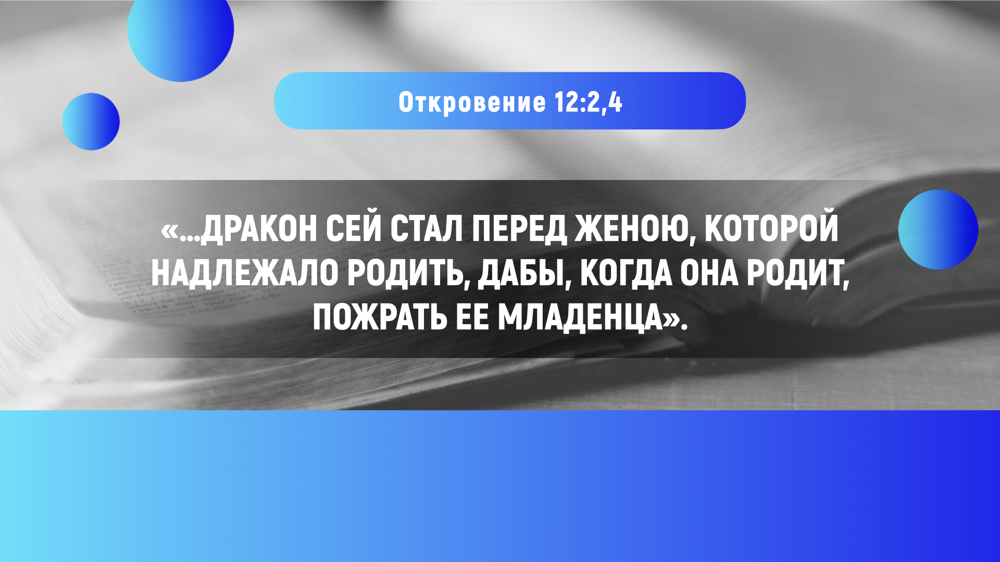 Откровение 12:2,4
«...ДРАКОН СЕЙ СТАЛ ПЕРЕД ЖЕНОЮ, КОТОРОЙ
НАДЛЕЖАЛО РОДИТЬ, ДАБЫ, КОГДА ОНА РОДИТ,
ПОЖРАТЬ ЕЕ МЛАДЕНЦА».